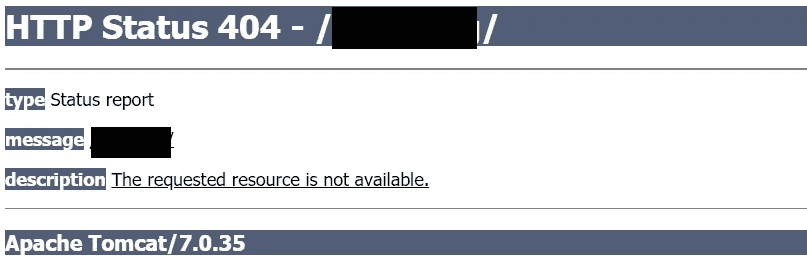 HTTP Status 404 - / /
type Status report
message /
description The requested resource is not available.
Apache Tomcat/7.0.35